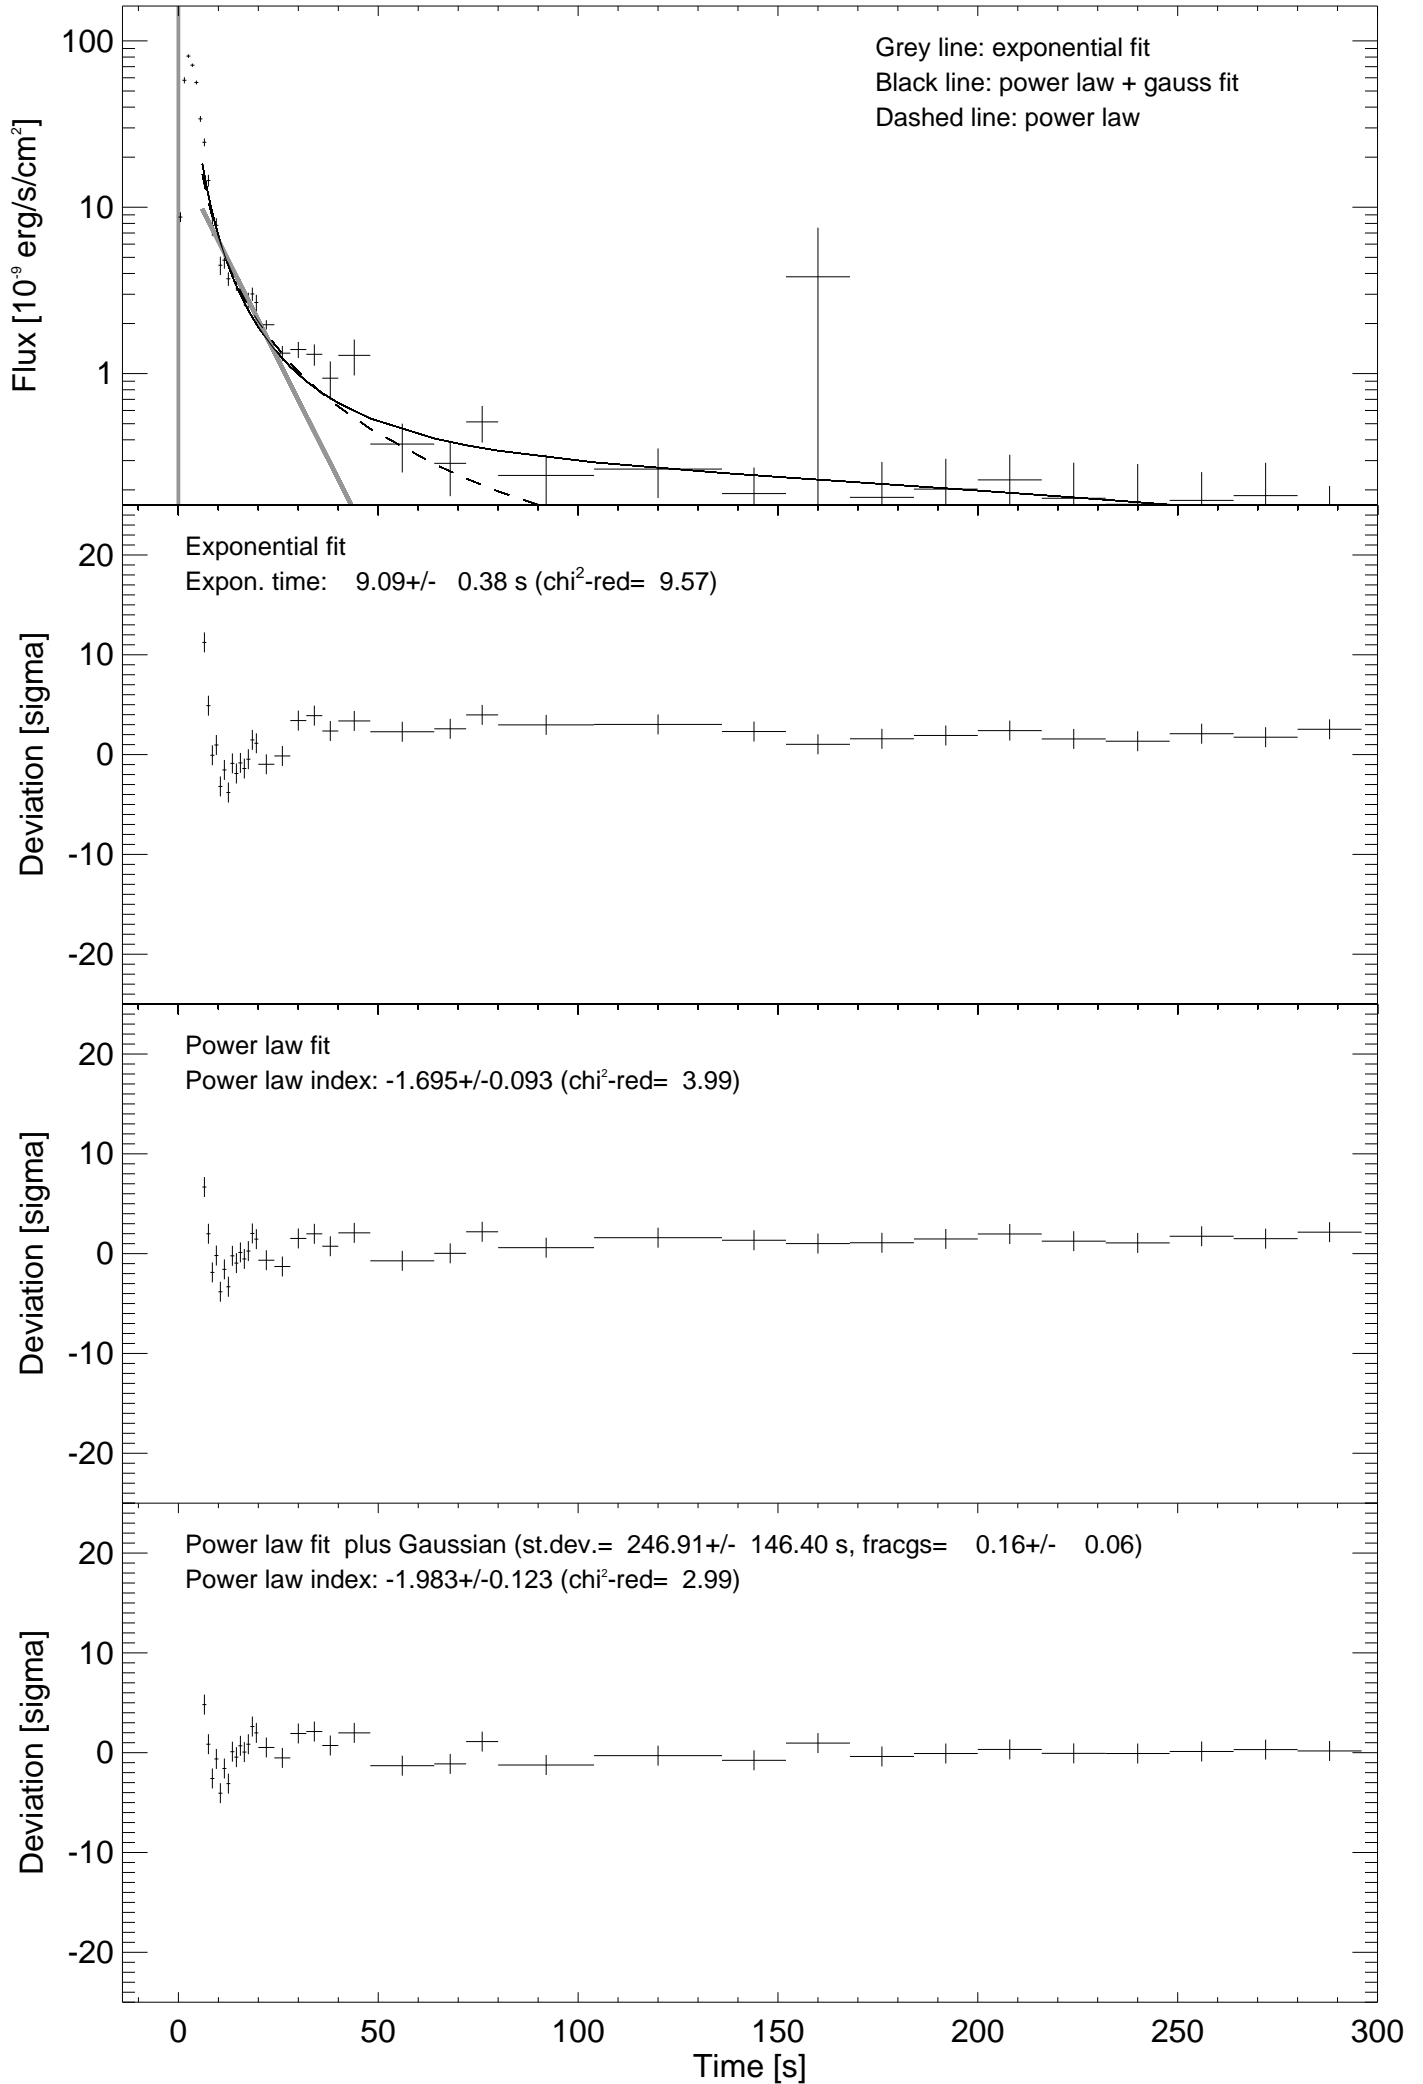 100
10
1
Flux [10⁻⁹ erg/s/cm²]
Grey line: exponential fit
Black line: power law + gauss fit
Dashed line: power law
20
10
0
-10
-20
Deviation [sigma]
Exponential fit
Expon. time: 9.09+/- 0.38 s (chi²-red= 9.57)
20
10
0
-10
-20
Deviation [sigma]
Power law fit
Power law index: -1.695+/-0.093 (chi²-red= 3.99)
20
10
0
-10
-20
Deviation [sigma]
Power law fit plus Gaussian (st.dev.= 246.91+/- 146.40 s, fracgs= 0.16+/- 0.06)
Power law index: -1.983+/-0.123 (chi²-red= 2.99)
0 50 100 150 200 250 300
Time [s]